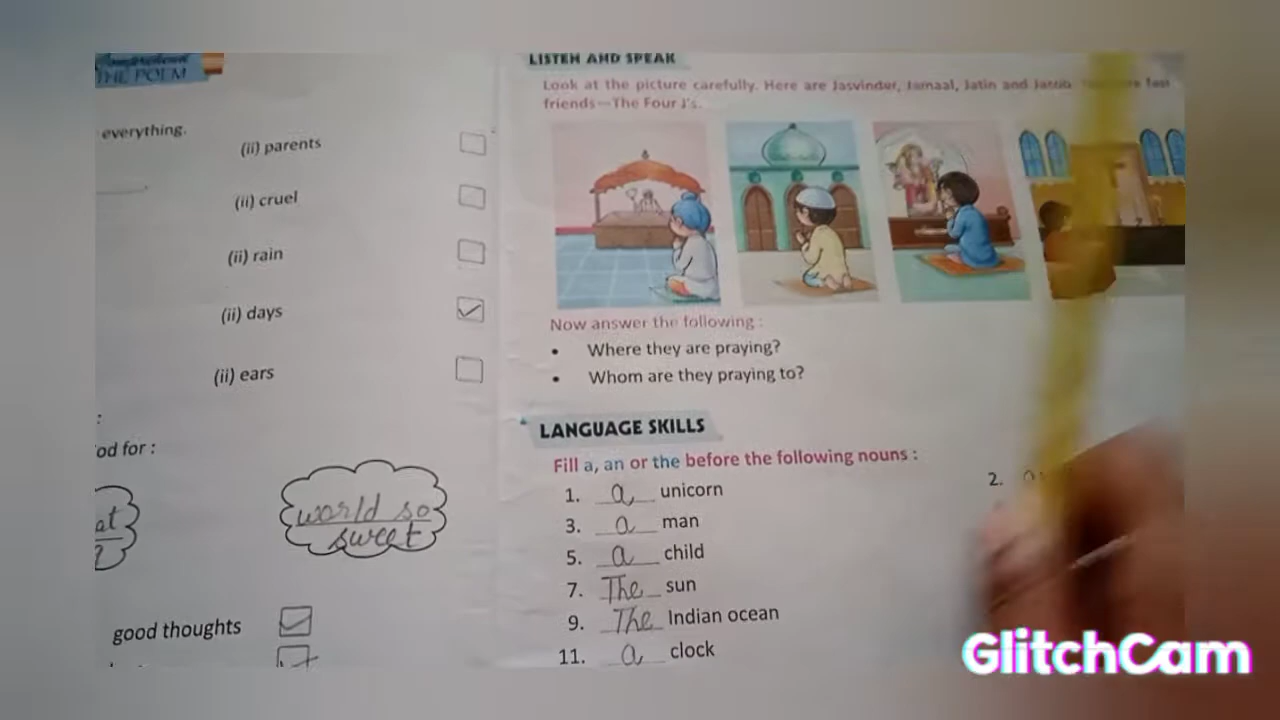 Comprehend
THE POEM
everything.
(ii) parents
(ii) cruel
(ii) rain
(ii) days
(ii) ears
:
od for :
at
world so
sweet
good thoughts
LISTEN AND SPEAK
Look at the picture carefully. Here are Jasvinder, Jamaal, Jatin and Jacob. fast
friends—The Four J's.
Now answer the following :
• Where they are praying?
• Whom are they praying to?
LANGUAGE SKILLS
Fill a, an or the before the following nouns :
1. a unicorn
2.
3. a man
5. a child
7. The sun
9. The Indian ocean
11. a clock
GlitchCam